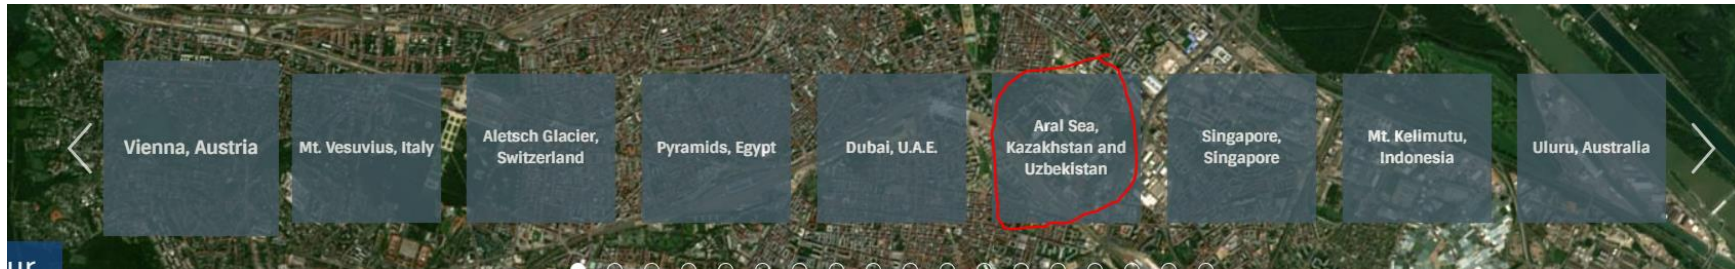 Vienna, Austria
Mt. Vesuvius, Italy
Aletsch Glacier,
Switzerland
Pyramids, Egypt
Dubai, U.A.E.
Aral Sea,
Kazakhstan and
Uzbekistan
Singapore,
Singapore
Mt. Kelimutu,
Indonesia
Uluru, Australia